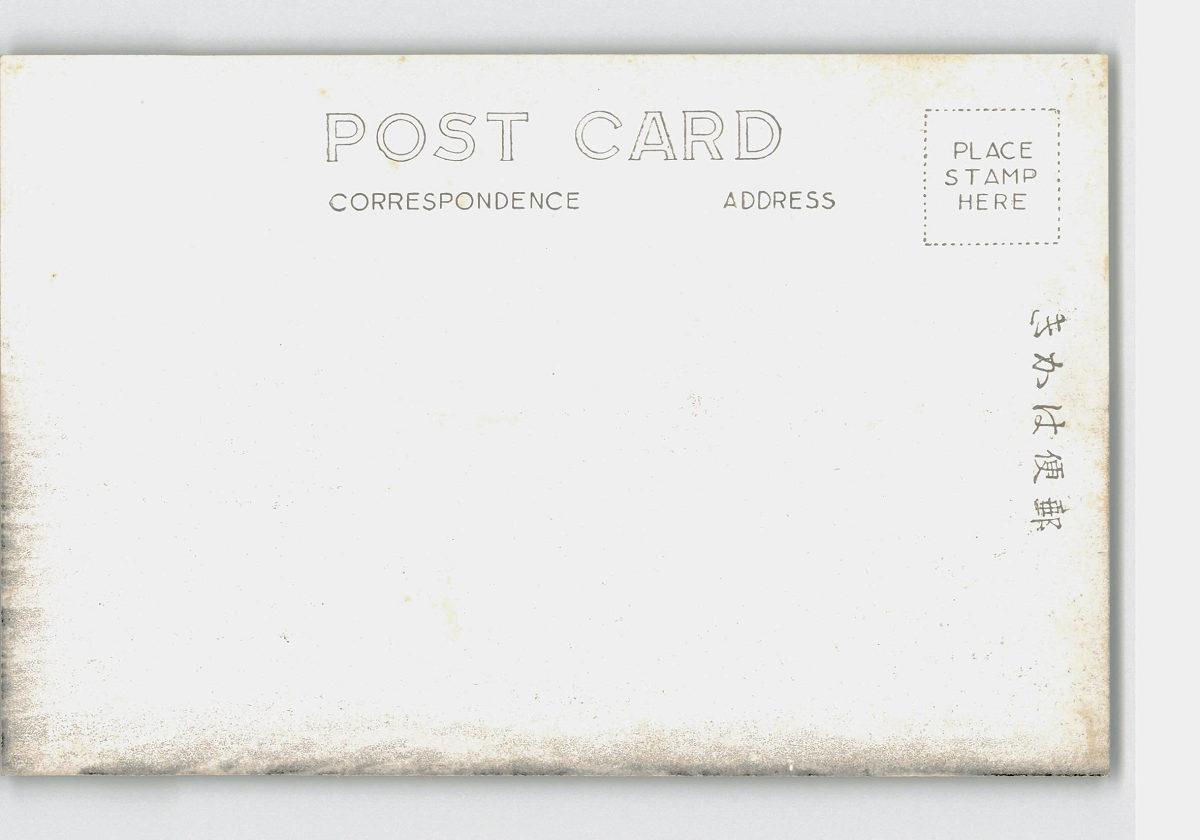 POST CARD
CORRESPONDENCE
ADDRESS
PLACE
STAMP
HERE
郵便はかき